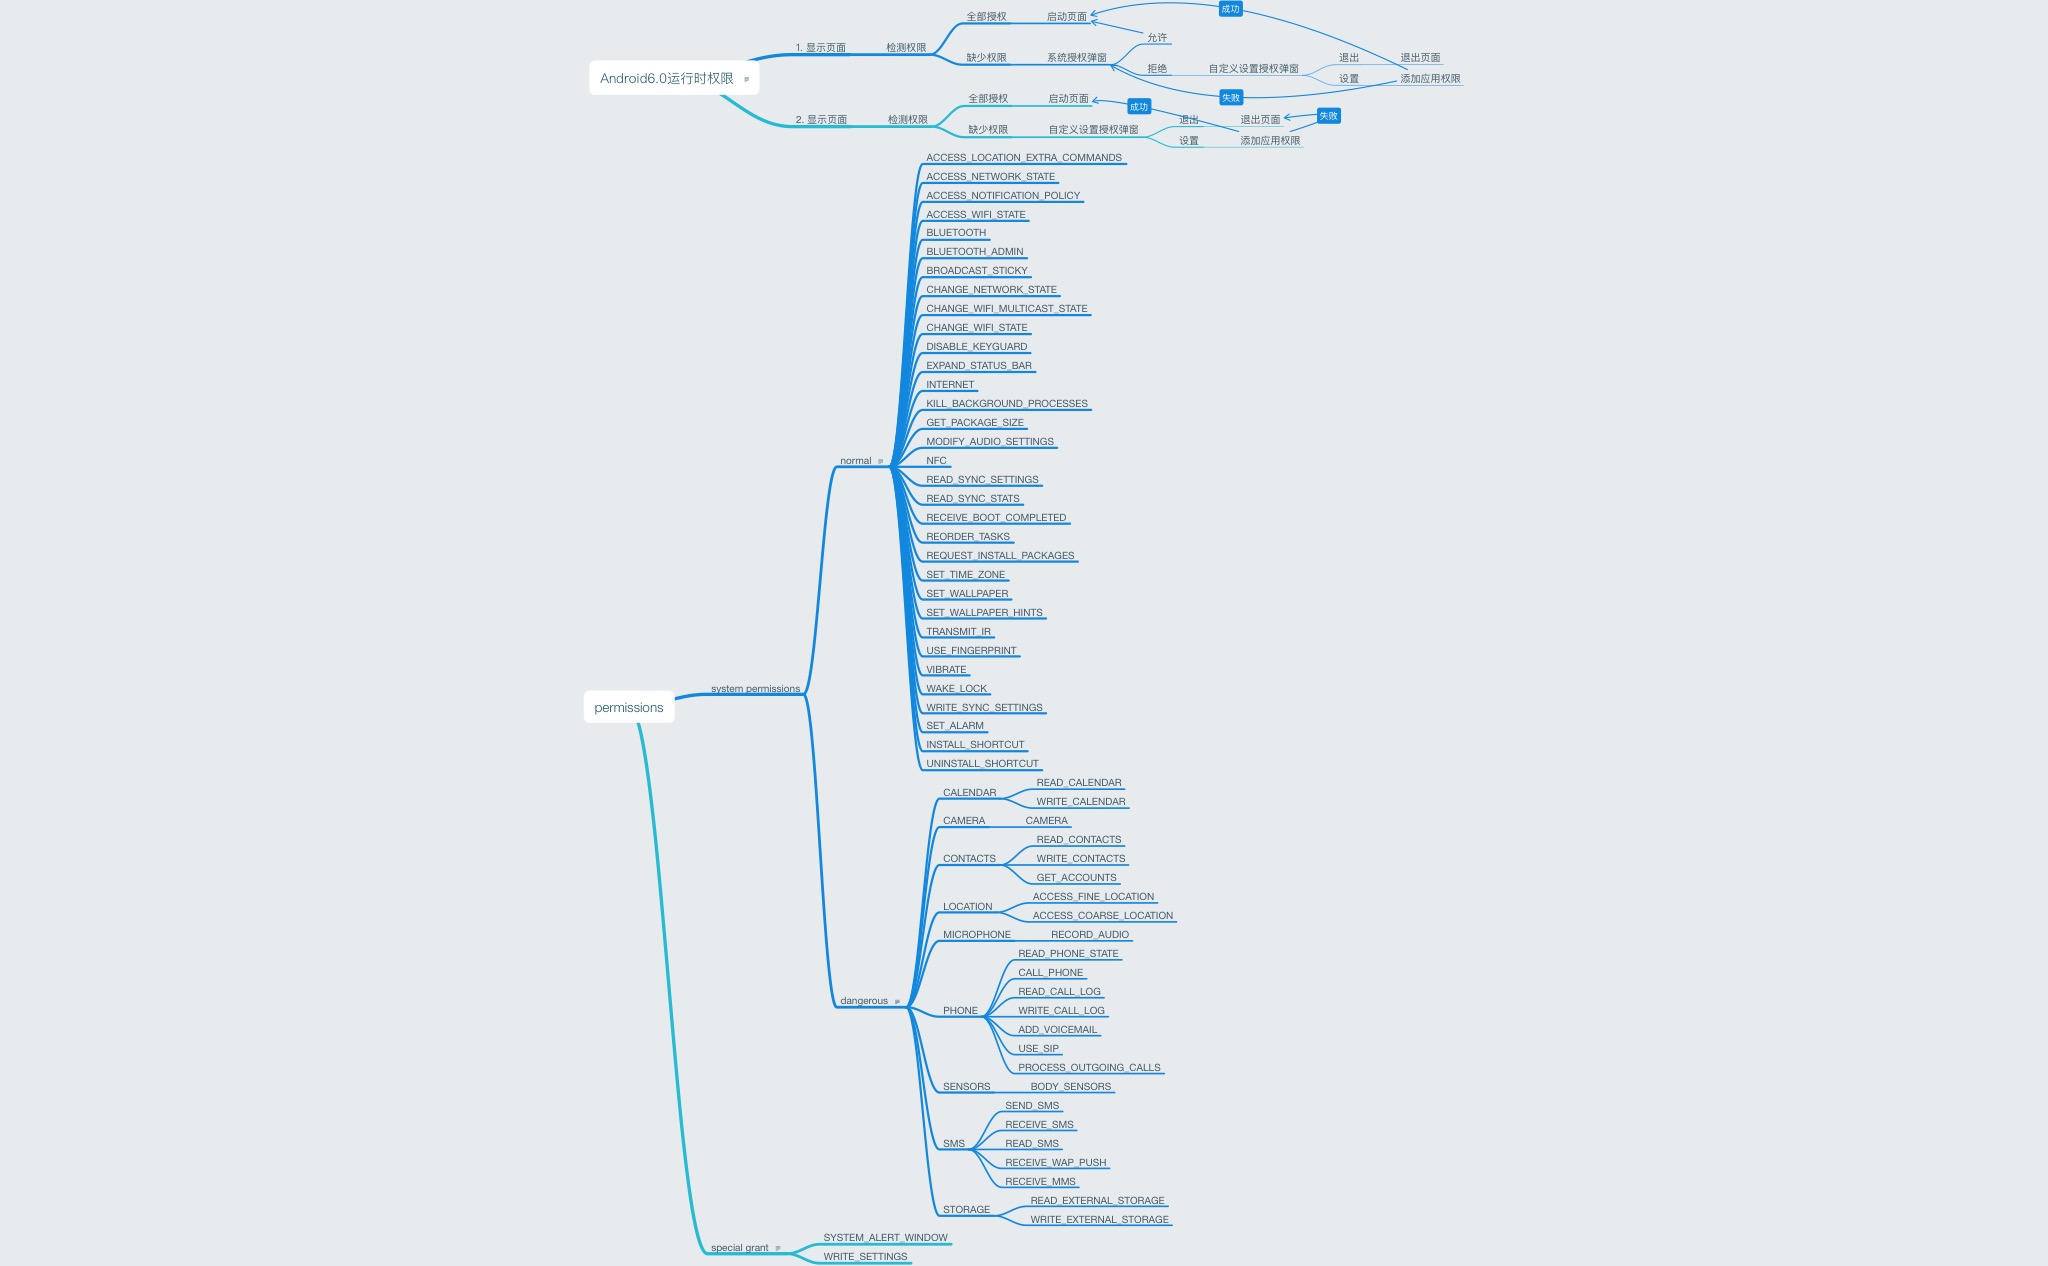 Android6.0运行时权限
1. 显示页面
检测权限
全部授权
启动页面
成功
缺少权限
系统授权弹窗
允许
拒绝
自定义设置授权弹窗
退出
退出页面
设置
添加应用权限
失败
2. 显示页面
检测权限
全部授权
启动页面
成功
缺少权限
自定义设置授权弹窗
退出
退出页面
失败
设置
添加应用权限
permissions
system permissions
normal
ACCESS_LOCATION_EXTRA_COMMANDS
ACCESS_NETWORK_STATE
ACCESS_NOTIFICATION_POLICY
ACCESS_WIFI_STATE
BLUETOOTH
BLUETOOTH_ADMIN
BROADCAST_STICKY
CHANGE_NETWORK_STATE
CHANGE_WIFI_MULTICAST_STATE
CHANGE_WIFI_STATE
DISABLE_KEYGUARD
EXPAND_STATUS_BAR
INTERNET
KILL_BACKGROUND_PROCESSES
GET_PACKAGE_SIZE
MODIFY_AUDIO_SETTINGS
NFC
READ_SYNC_SETTINGS
READ_SYNC_STATS
RECEIVE_BOOT_COMPLETED
REORDER_TASKS
REQUEST_INSTALL_PACKAGES
SET_TIME_ZONE
SET_WALLPAPER
SET_WALLPAPER_HINTS
TRANSMIT_IR
USE_FINGERPRINT
VIBRATE
WAKE_LOCK
WRITE_SYNC_SETTINGS
SET_ALARM
INSTALL_SHORTCUT
UNINSTALL_SHORTCUT
dangerous
CALENDAR
READ_CALENDAR
WRITE_CALENDAR
CAMERA
CAMERA
CONTACTS
READ_CONTACTS
WRITE_CONTACTS
GET_ACCOUNTS
LOCATION
ACCESS_FINE_LOCATION
ACCESS_COARSE_LOCATION
MICROPHONE
RECORD_AUDIO
PHONE
READ_PHONE_STATE
CALL_PHONE
READ_CALL_LOG
WRITE_CALL_LOG
ADD_VOICEMAIL
USE_SIP
PROCESS_OUTGOING_CALLS
SENSORS
BODY_SENSORS
SMS
SEND_SMS
RECEIVE_SMS
READ_SMS
RECEIVE_WAP_PUSH
RECEIVE_MMS
STORAGE
READ_EXTERNAL_STORAGE
WRITE_EXTERNAL_STORAGE
special grant
SYSTEM_ALERT_WINDOW
WRITE_SETTINGS